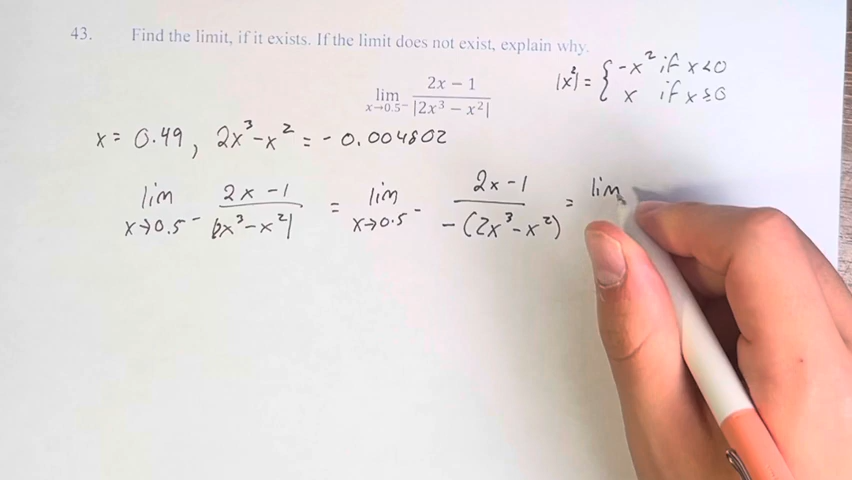 43. Find the limit, if it exists. If the limit does not exist, explain why.
lim x→0.5⁻ (2x − 1)/|2x³ − x²|
|x²| = { -x² if x<0
x if x≥0
x = 0.49, 2x³-x² = -0.004802
lim x→0.5⁻ (2x-1)/|2x³-x²| = lim x→0.5⁻ (2x-1)/(-(2x³-x²)) = lim